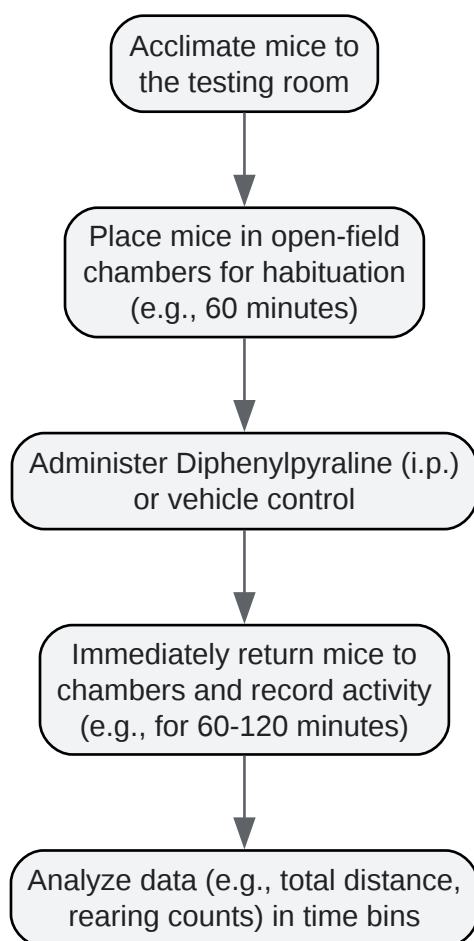 Acclimate mice to
the testing room
Place mice in open-field
chambers for habituation
(e.g., 60 minutes)
Administer Diphenylpyraline (i.p.)
or vehicle control
Immediately return mice to
chambers and record activity
(e.g., for 60-120 minutes)
Analyze data (e.g., total distance,
rearing counts) in time bins